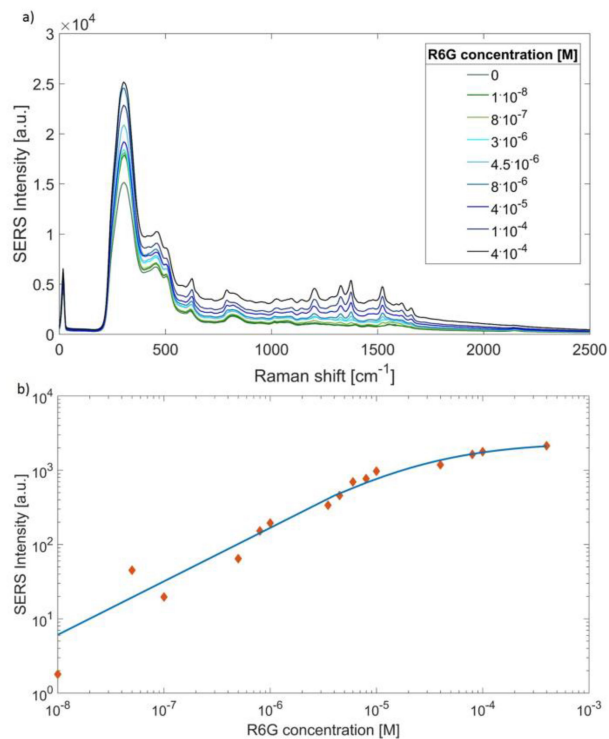 a)
×10⁴
3
2.5
2
1.5
1
0.5
0
SERS Intensity [a.u.]
R6G concentration [M]
0
1·10⁻⁸
8·10⁻⁷
3·10⁻⁶
4.5·10⁻⁶
8·10⁻⁶
4·10⁻⁵
1·10⁻⁴
4·10⁻⁴
0 500 1000 1500 2000 2500
Raman shift [cm⁻¹]
b)
10⁴
10³
10²
10¹
10⁰
SERS Intensity [a.u.]
10⁻⁸ 10⁻⁷ 10⁻⁶ 10⁻⁵ 10⁻⁴ 10⁻³
R6G concentration [M]